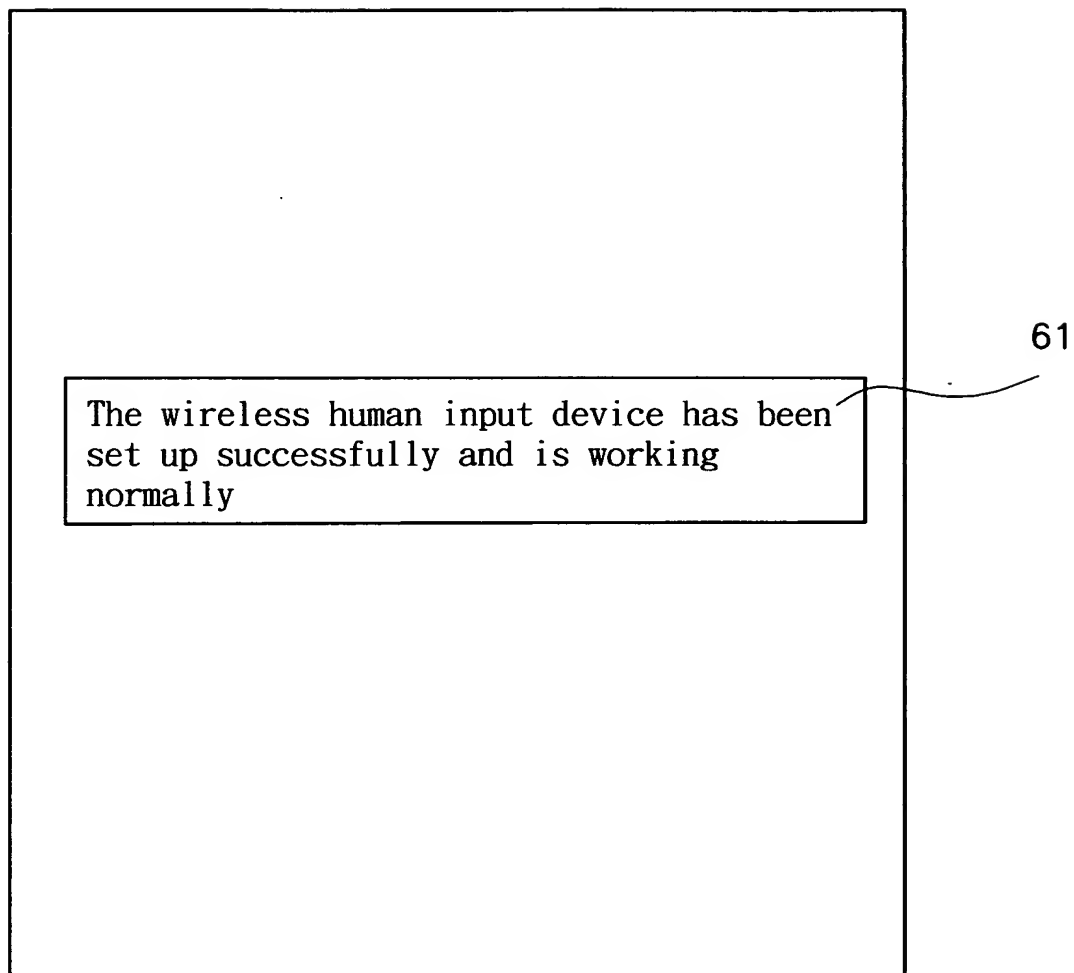 61
The wireless human input device has been
set up successfully and is working
normally